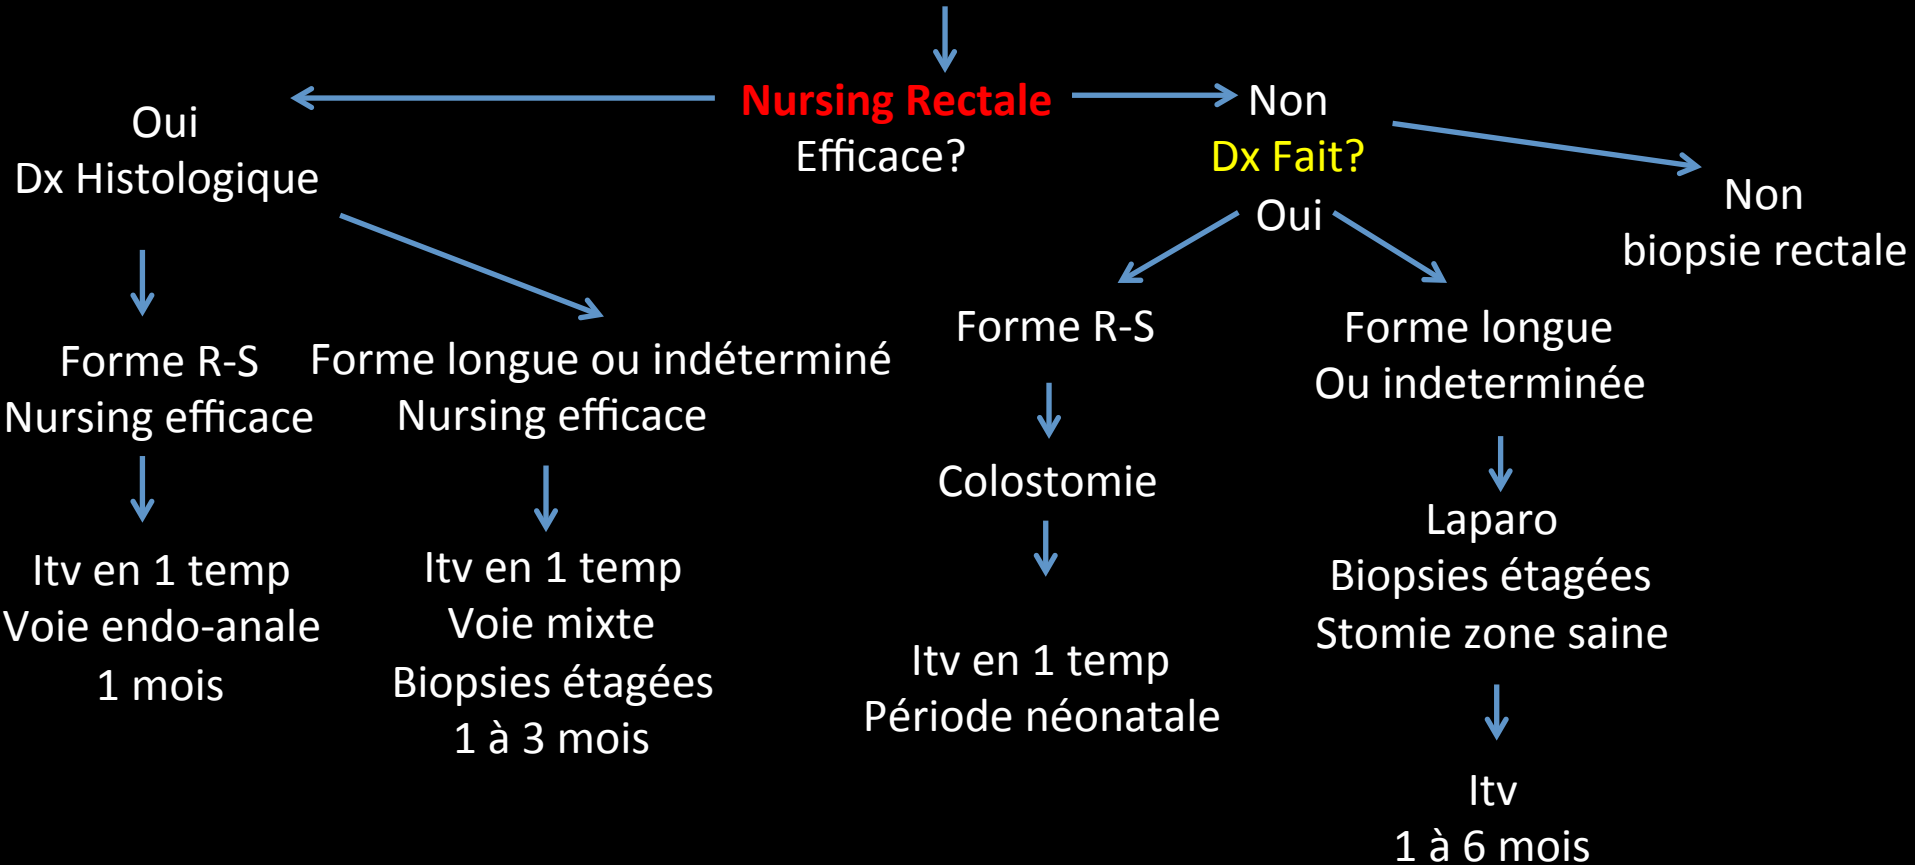 Nursing Rectale
Efficace?
Oui
Dx Histologique
Forme R-S
Nursing efficace
Itv en 1 temp
Voie endo-anale
1 mois
Forme longue ou indéterminé
Nursing efficace
Itv en 1 temp
Voie mixte
Biopsies étagées
1 à 3 mois
Non
Dx Fait?
Oui
Forme R-S
Colostomie
Itv en 1 temp
Période néonatale
Forme longue
Ou indeterminée
Laparo
Biopsies étagées
Stomie zone saine
Itv
1 à 6 mois
Non
biopsie rectale